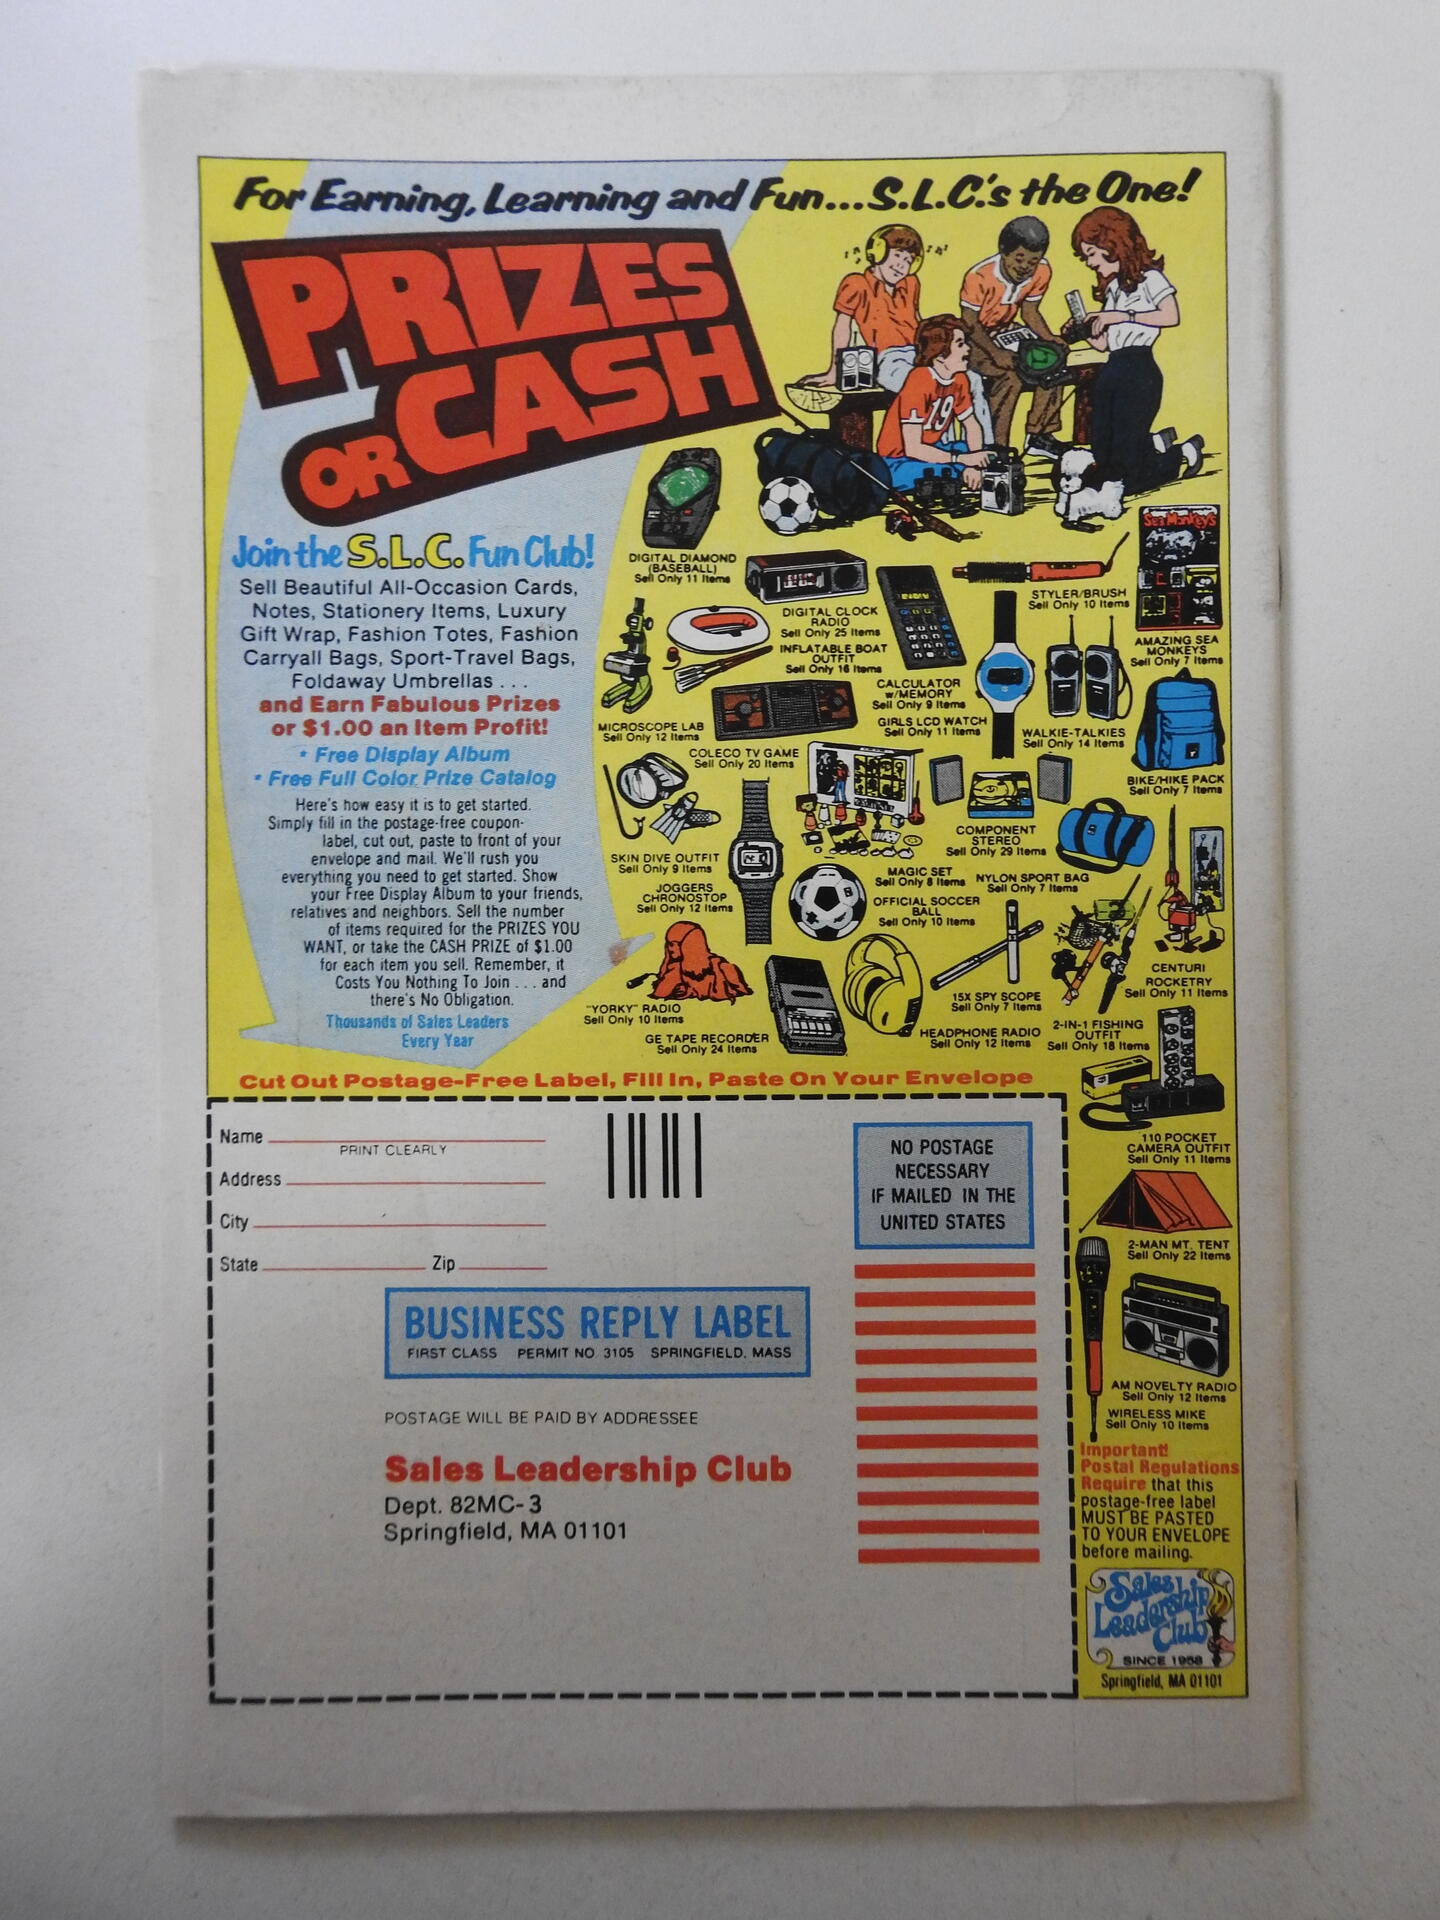 For Earning, Learning and Fun...S.L.C.'s the One!
PRIZES
OR CASH
Join the S.L.C. Fun Club!
Sell Beautiful All-Occasion Cards,
Notes, Stationery Items, Luxury
Gift Wrap, Fashion Totes, Fashion
Carryall Bags, Sport-Travel Bags,
Foldaway Umbrellas . . .
and Earn Fabulous Prizes
or $1.00 an Item Profit!
* Free Display Album
* Free Full Color Prize Catalog
Here's how easy it is to get started.
Simply fill in the postage-free coupon-
label, cut out, paste to front of your
envelope and mail. We'll rush you
everything you need to get started. Show
your Free Display Album to your friends,
relatives and neighbors. Sell the number
of items required for the PRIZES YOU
WANT, or take the CASH PRIZE of $1.00
for each item you sell. Remember, it
Costs You Nothing To Join . . . and
there's No Obligation.
Thousands of Sales Leaders
Every Year
19
DIGITAL DIAMOND
(BASEBALL)
Sell Only 11 Items
DIGITAL CLOCK
RADIO
Sell Only 25 Items
STYLER/BRUSH
Sell Only 10 Items
Sea Monkeys
AMAZING SEA
MONKEYS
Sell Only 7 Items
INFLATABLE BOAT
OUTFIT
Sell Only 16 Items
MICROSCOPE LAB
Sell Only 12 Items
CALCULATOR
w/MEMORY
Sell Only 9 Items
GIRLS LCD WATCH
Sell Only 11 Items
WALKIE-TALKIES
Sell Only 14 Items
COLECO TV GAME
Sell Only 20 Items
BIKE/HIKE PACK
Sell Only 7 Items
SKIN DIVE OUTFIT
Sell Only 9 Items
COMPONENT
STEREO
Sell Only 29 Items
JOGGERS
CHRONOSTOP
Sell Only 12 Items
MAGIC SET
Sell Only 8 Items
NYLON SPORT BAG
Sell Only 7 Items
OFFICIAL SOCCER
BALL
Sell Only 10 Items
CENTURI
ROCKETRY
Sell Only 11 Items
"YORKY" RADIO
Sell Only 10 Items
15X SPY SCOPE
Sell Only 7 Items
GE TAPE RECORDER
Sell Only 24 Items
HEADPHONE RADIO
Sell Only 12 Items
2-IN-1 FISHING
OUTFIT
Sell Only 18 Items
110 POCKET
CAMERA OUTFIT
Sell Only 11 Items
2-MAN MT. TENT
Sell Only 22 Items
AM NOVELTY RADIO
Sell Only 12 Items
WIRELESS MIKE
Sell Only 10 Items
Important!
Postal Regulations
Require that this
postage-free label
MUST BE PASTED
TO YOUR ENVELOPE
before mailing.
Sales
Leadership
Club
SINCE 1958
Springfield, MA 01101
Cut Out Postage-Free Label, Fill In, Paste On Your Envelope
Name
PRINT CLEARLY
Address
City
State Zip
NO POSTAGE
NECESSARY
IF MAILED IN THE
UNITED STATES
BUSINESS REPLY LABEL
FIRST CLASS PERMIT NO. 3105 SPRINGFIELD, MASS
POSTAGE WILL BE PAID BY ADDRESSEE
Sales Leadership Club
Dept. 82MC-3
Springfield, MA 01101